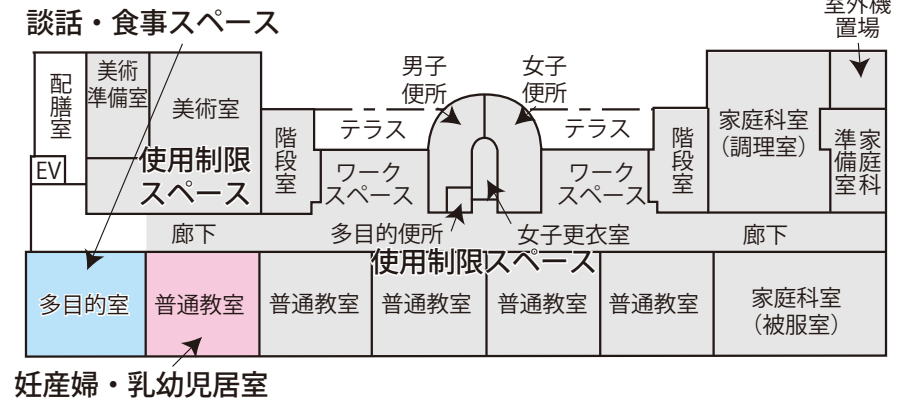 談話・食事スペース
室外機
置場
配膳室
美術
準備室
美術室
男子
便所
女子
便所
テラス
テラス
階段室
階段室
家庭科室
（調理室）
家庭科
準備室
使用制限
スペース
EV
ワーク
スペース
ワーク
スペース
廊下
多目的便所
女子更衣室
廊下
使用制限スペース
多目的室
普通教室
普通教室
普通教室
普通教室
普通教室
家庭科室
（被服室）
妊産婦・乳幼児居室